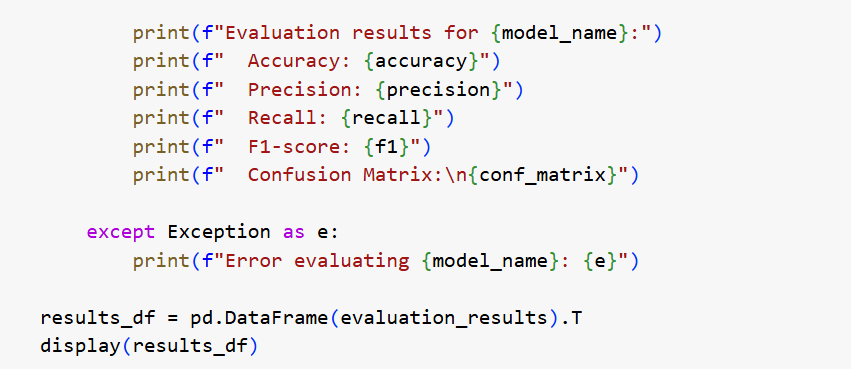 print(f"Evaluation results for {model_name}:")
print(f"  Accuracy: {accuracy}")
print(f"  Precision: {precision}")
print(f"  Recall: {recall}")
print(f"  F1-score: {f1}")
print(f"  Confusion Matrix:\n{conf_matrix}")
except Exception as e:
print(f"Error evaluating {model_name}: {e}")
results_df = pd.DataFrame(evaluation_results).T
display(results_df)